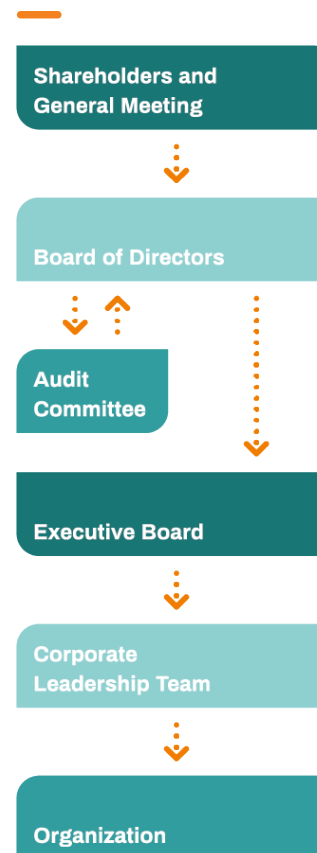 Shareholders and
General Meeting
Board of Directors
Audit
Committee
Executive Board
Corporate
Leadership Team
Organization